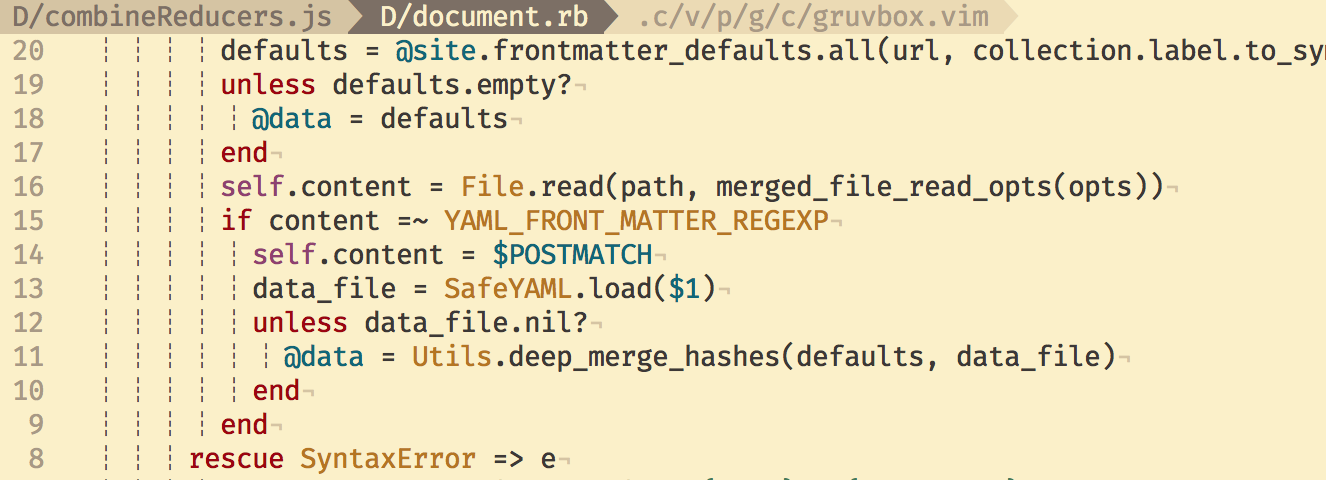 D/combineReducers.js D/document.rb .c/v/p/g/c/gruvbox.vim
20 defaults = @site.frontmatter_defaults.all(url, collection.label.to_sy
19 unless defaults.empty?¬
18 @data = defaults¬
17 end¬
16 self.content = File.read(path, merged_file_read_opts(opts))¬
15 if content =~ YAML_FRONT_MATTER_REGEXP¬
14 self.content = $POSTMATCH¬
13 data_file = SafeYAML.load($1)¬
12 unless data_file.nil?¬
11 @data = Utils.deep_merge_hashes(defaults, data_file)¬
10 end¬
9 end¬
8 rescue SyntaxError => e¬